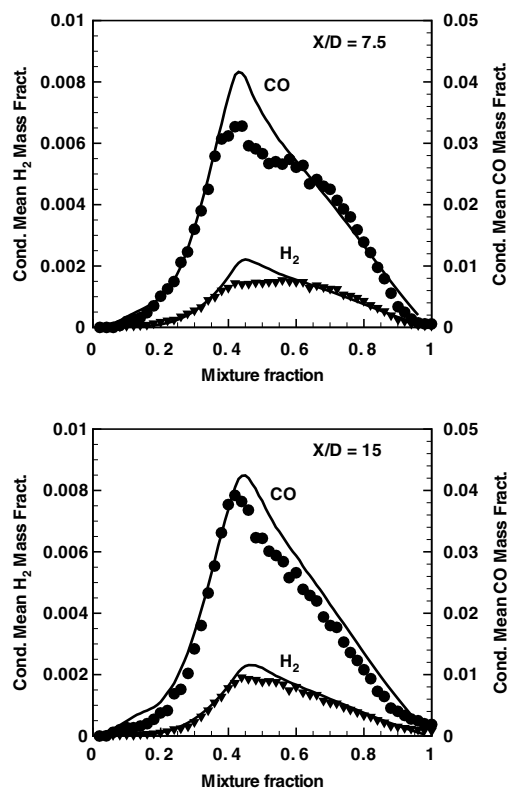 X/D = 7.5
Cond. Mean H₂ Mass Fract.
Cond. Mean CO Mass Fract.
0.01
0.008
0.006
0.004
0.002
0
0.05
0.04
0.03
0.02
0.01
0
CO
H₂
0 0.2 0.4 0.6 0.8 1
Mixture fraction
X/D = 15
Cond. Mean H₂ Mass Fract.
Cond. Mean CO Mass Fract.
0.01
0.008
0.006
0.004
0.002
0
0.05
0.04
0.03
0.02
0.01
0
CO
H₂
0 0.2 0.4 0.6 0.8 1
Mixture fraction